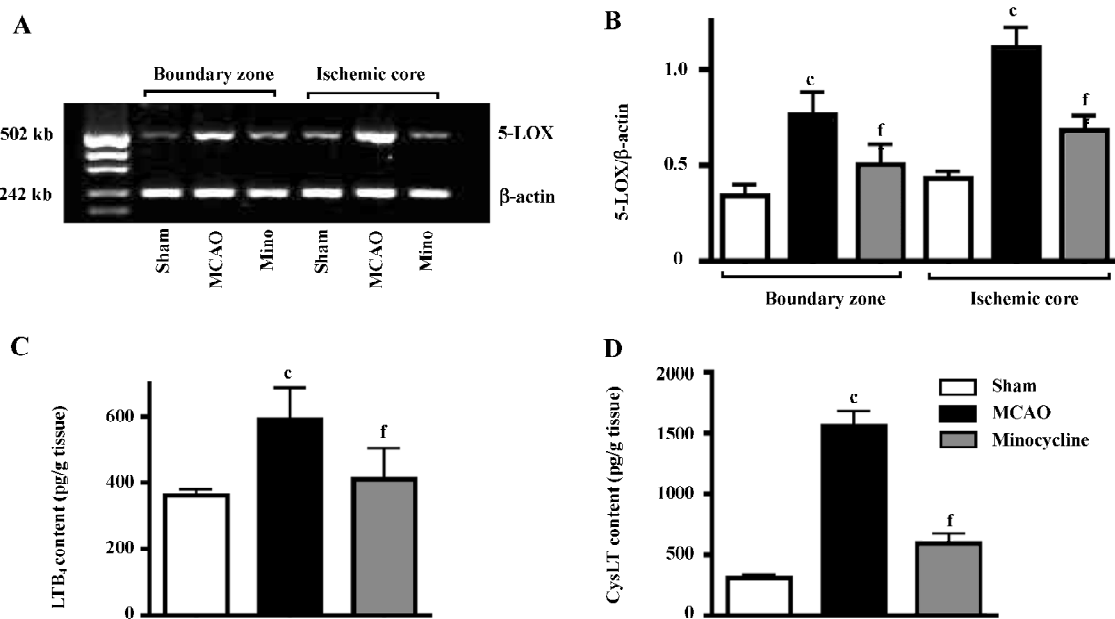 A
Boundary zone
Ischemic core
502 kb
5-LOX
242 kb
β-actin
Sham
MCAO
Mino
Sham
MCAO
Mino
B
5-LOX/β-actin
1.0
0.5
0
c
f
c
f
Boundary zone
Ischemic core
C
LTB₄ content (pg/g tissue)
600
400
200
0
c
f
D
CysLT content (pg/g tissue)
2000
1500
1000
500
0
c
f
Sham
MCAO
Minocycline